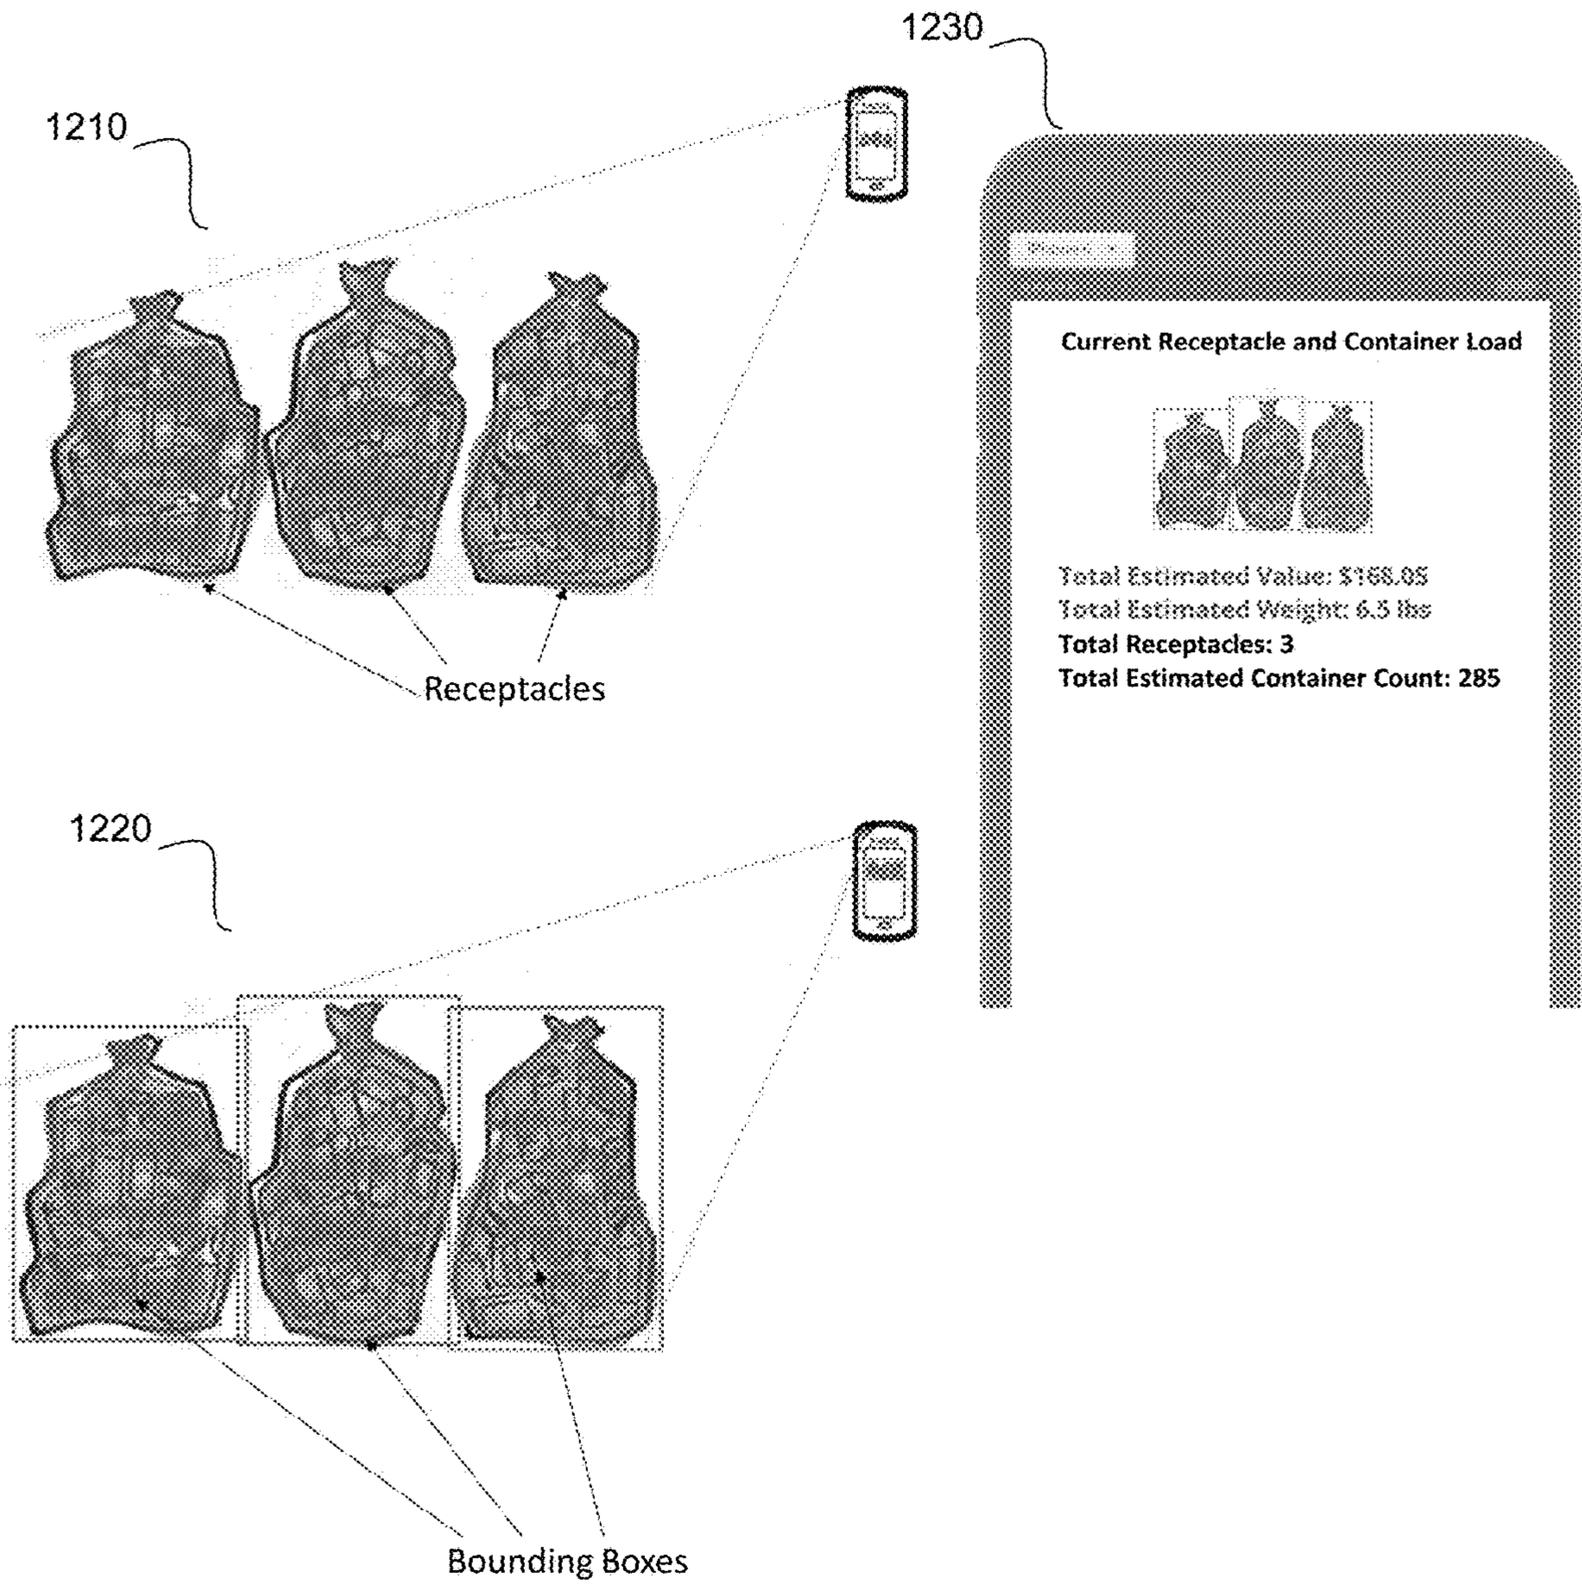 1230
1210
Current Receptacle and Container Load
Total Estimated Value: $168.05
Total Estimated Weight: 6.5 lbs
Total Receptacles: 3
Total Estimated Container Count: 285
Receptacles
1220
Bounding Boxes